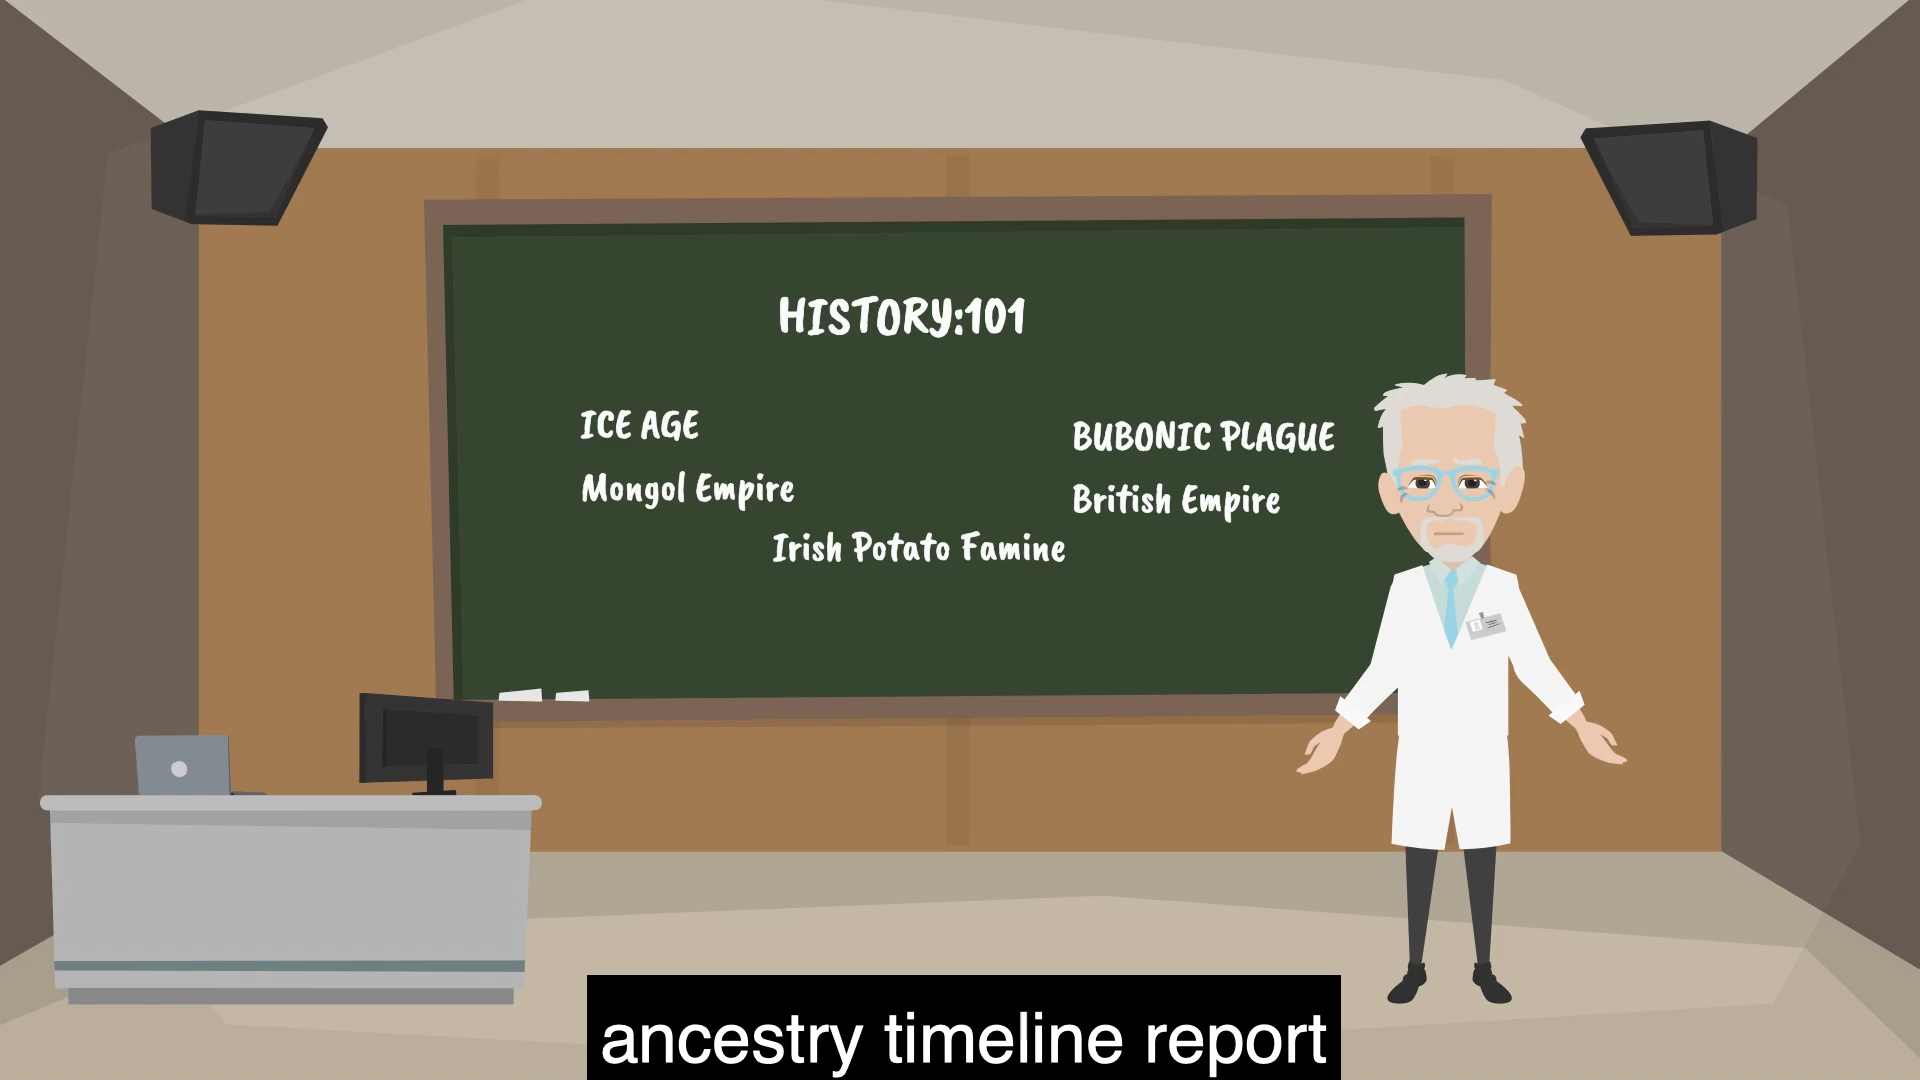 HISTORY:101
ICE AGE
Mongol Empire
BUBONIC PLAGUE
British Empire
Irish Potato Famine
ancestry timeline report